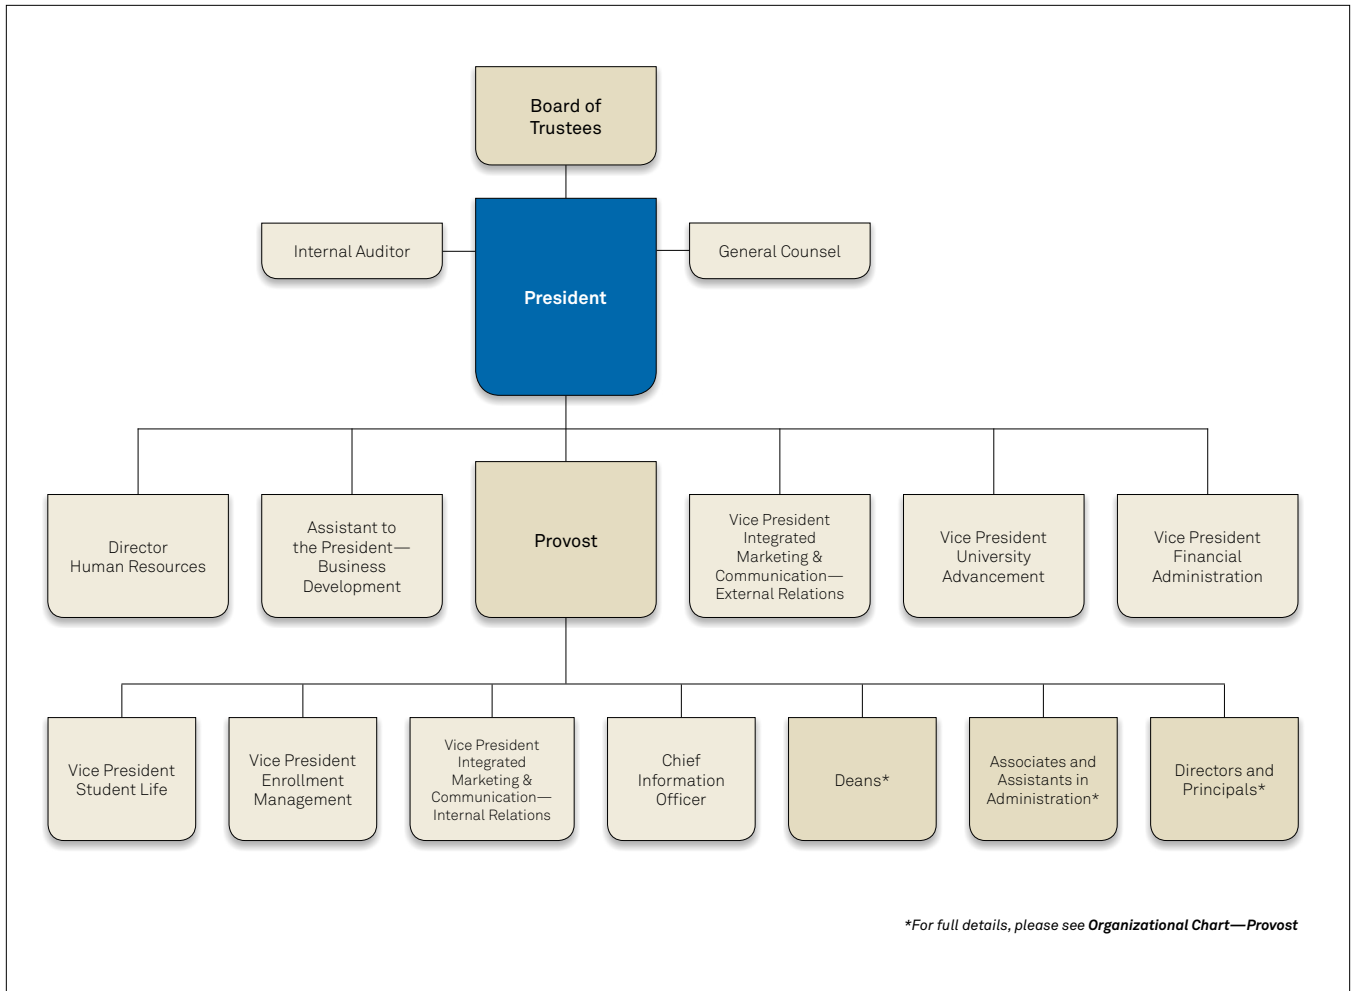 Board of
Trustees
Internal Auditor
General Counsel
President
Director
Human Resources
Assistant to
the President—
Business
Development
Provost
Vice President
Integrated
Marketing &
Communication—
External Relations
Vice President
University
Advancement
Vice President
Financial
Administration
Vice President
Student Life
Vice President
Enrollment
Management
Vice President
Integrated
Marketing &
Communication—
Internal Relations
Chief
Information
Officer
Deans*
Associates and
Assistants in
Administration*
Directors and
Principals*
*For full details, please see Organizational Chart—Provost